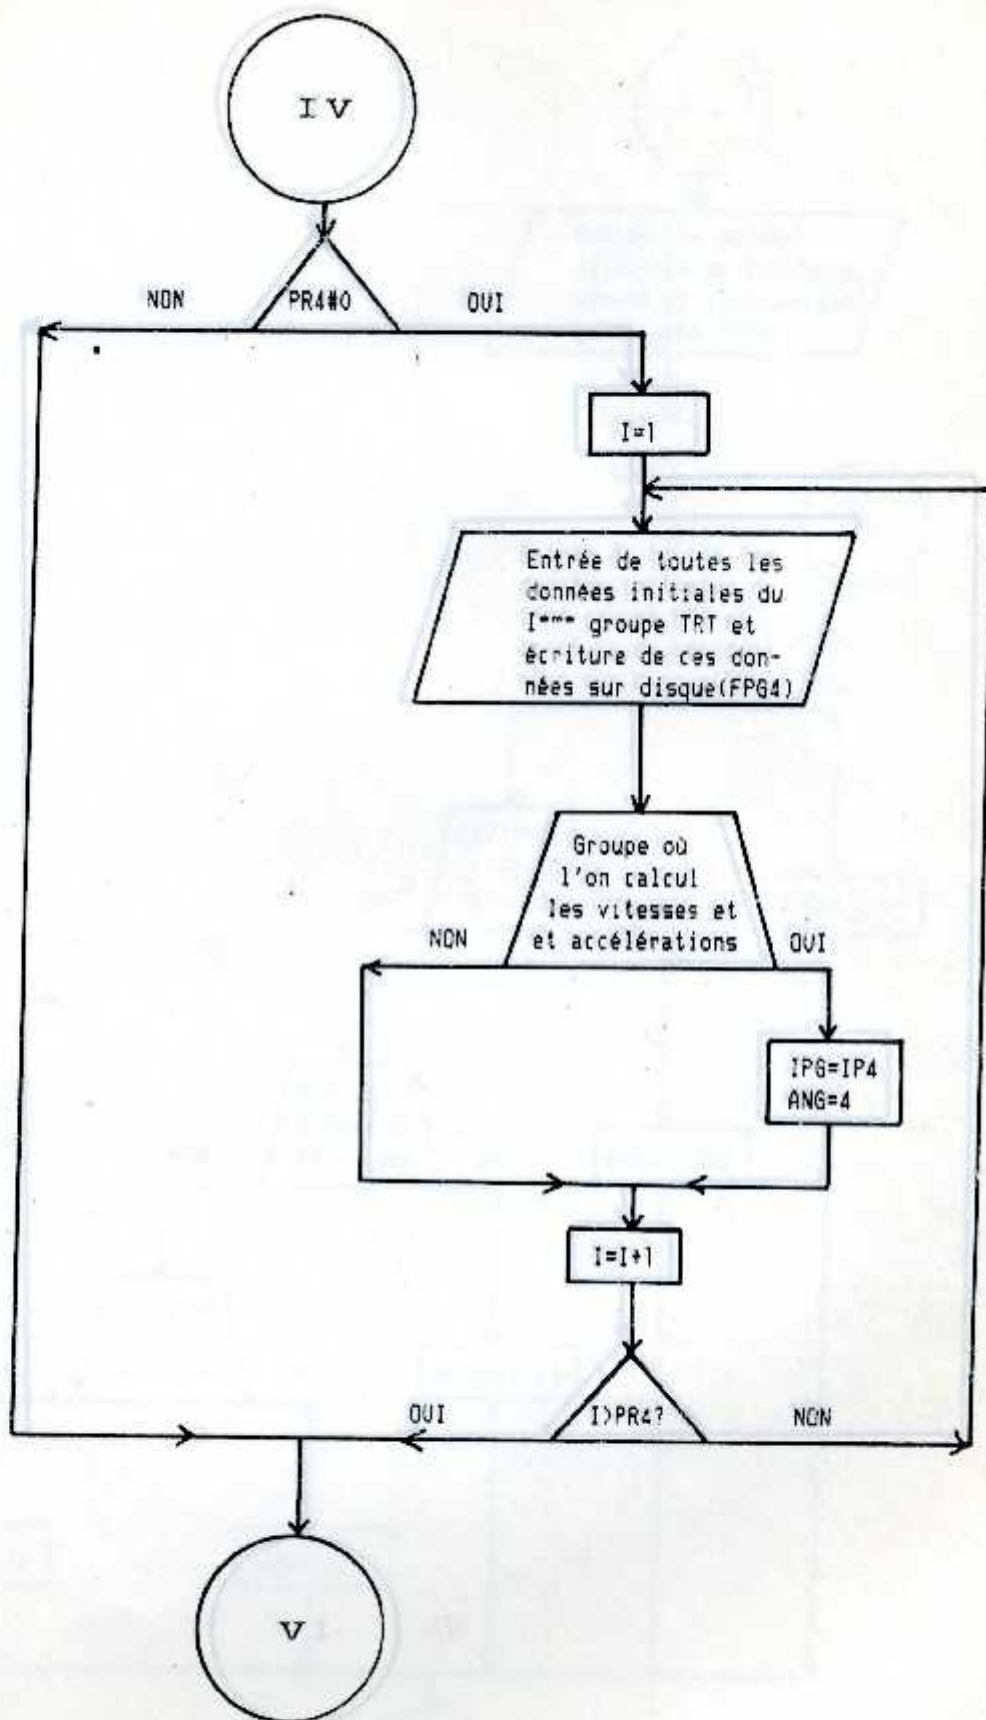 IV
NON
PR4#0
OUI
I=1
Entrée de toutes les
données initiales du
Ième groupe TRT et
écriture de ces don-
nées sur disque(FPG4)
Groupe où
l'on calcul
les vitesses et
et accélérations
NON
OUI
IPG=IP4
ANG=4
I=I+1
OUI
I>PR4?
NON
V